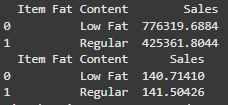 Item Fat Content Sales
0 Low Fat 776319.6884
1 Regular 425361.8044
Item Fat Content Sales
0 Low Fat 140.71410
1 Regular 141.50426